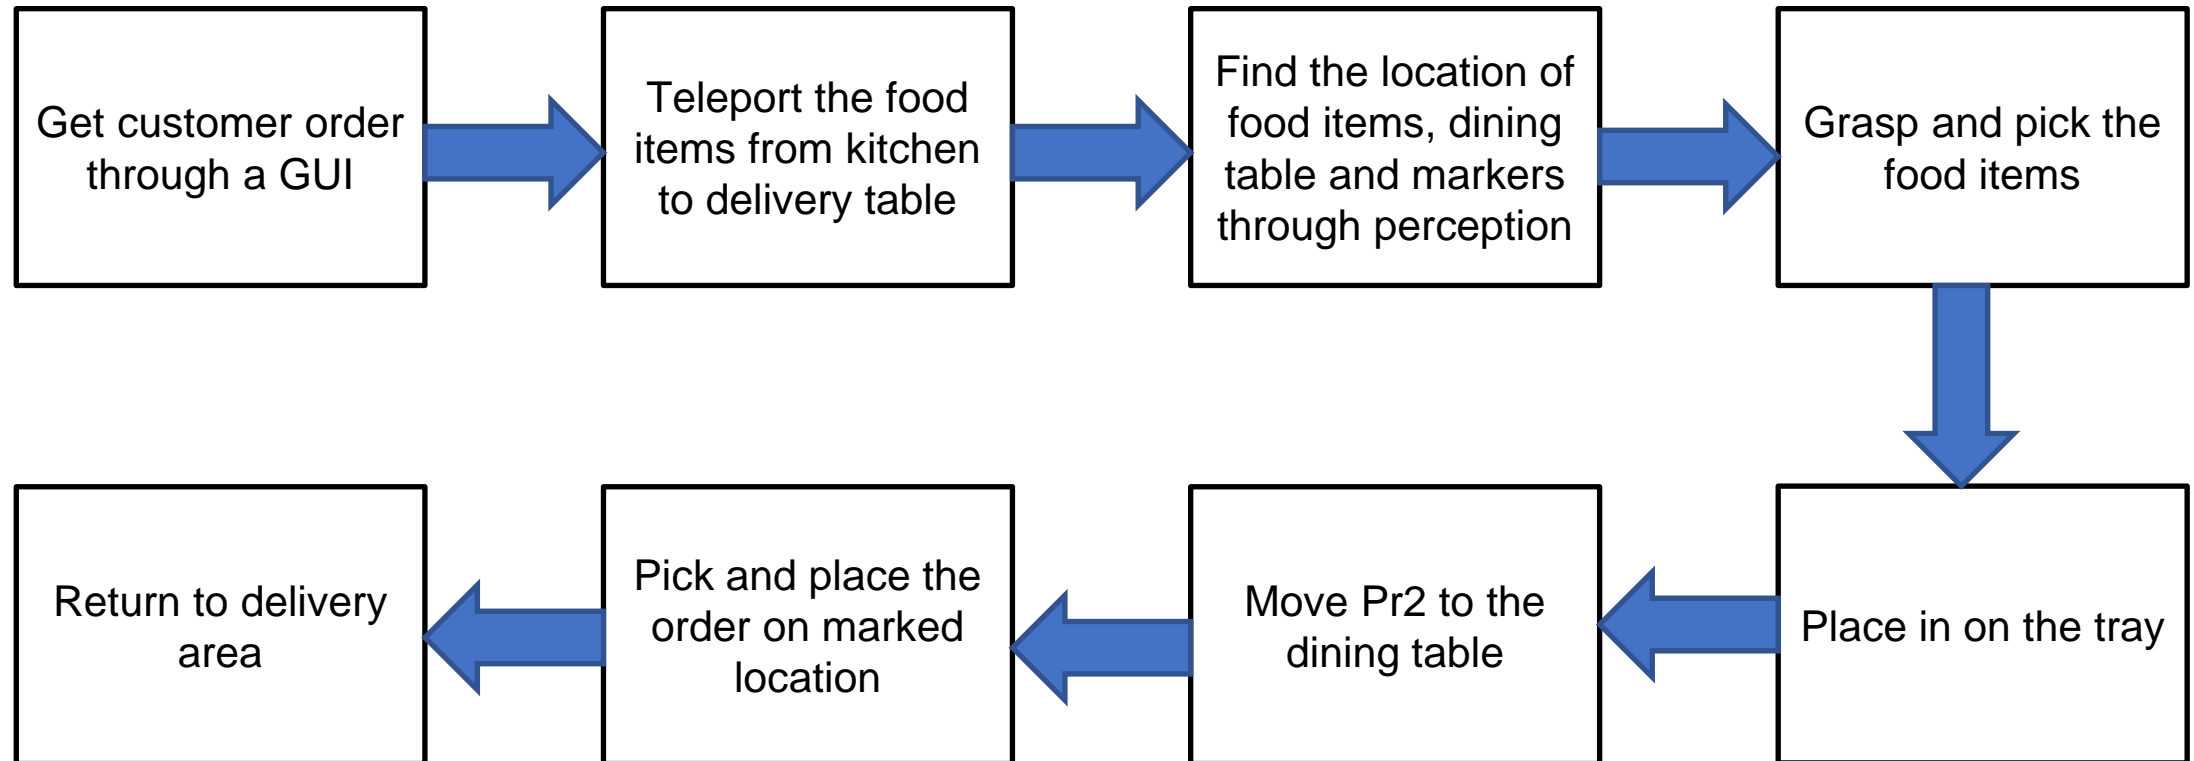 Get customer order
through a GUI
Teleport the food
items from kitchen
to delivery table
Find the location of
food items, dining
table and markers
through perception
Grasp and pick the
food items
Place in on the tray
Move Pr2 to the
dining table
Pick and place the
order on marked
location
Return to delivery
area